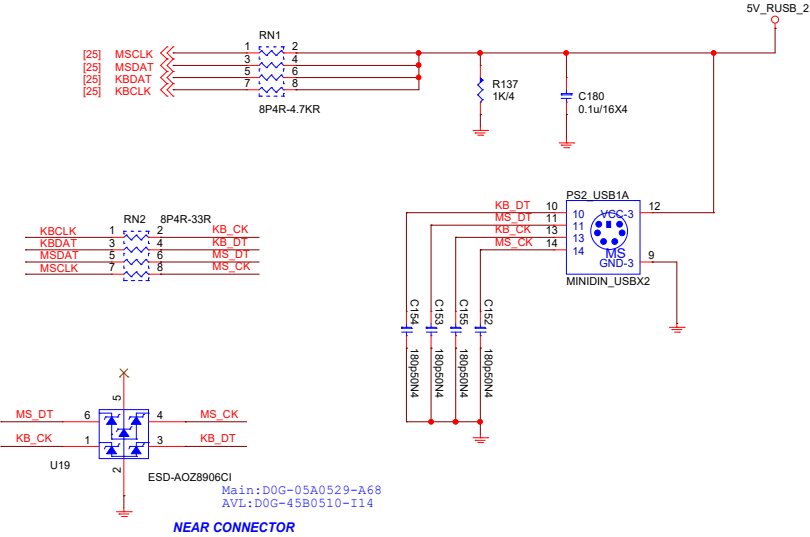 5V_RUSB_2
RN1
[25] MSCLK 1 2
[25] MSDAT 3 4
[25] KBDAT 5 6
[25] KBCLK 7 8
8P4R-4.7KR
R137
1K/4
C180
0.1u/16X4
PS2_USB1A
KB_DT 10 10 VCC-3 12
MS_DT 11 11
KB_CK 13 13
MS_CK 14 14 MS
GND-3 9
MINIDIN_USBX2
RN2 8P4R-33R
KBCLK 1 2 KB_CK
KBDAT 3 4 KB_DT
MSDAT 5 6 MS_DT
MSCLK 7 8 MS_CK
C154 C153 C155 C152
180p50N4 180p50N4 180p50N4 180p50N4
5
MS_DT 6 4 MS_CK
KB_CK 1 3 KB_DT
U19 2
ESD-AOZ8906CI
Main:D0G-05A0529-A68
AVL:D0G-45B0510-I14
NEAR CONNECTOR